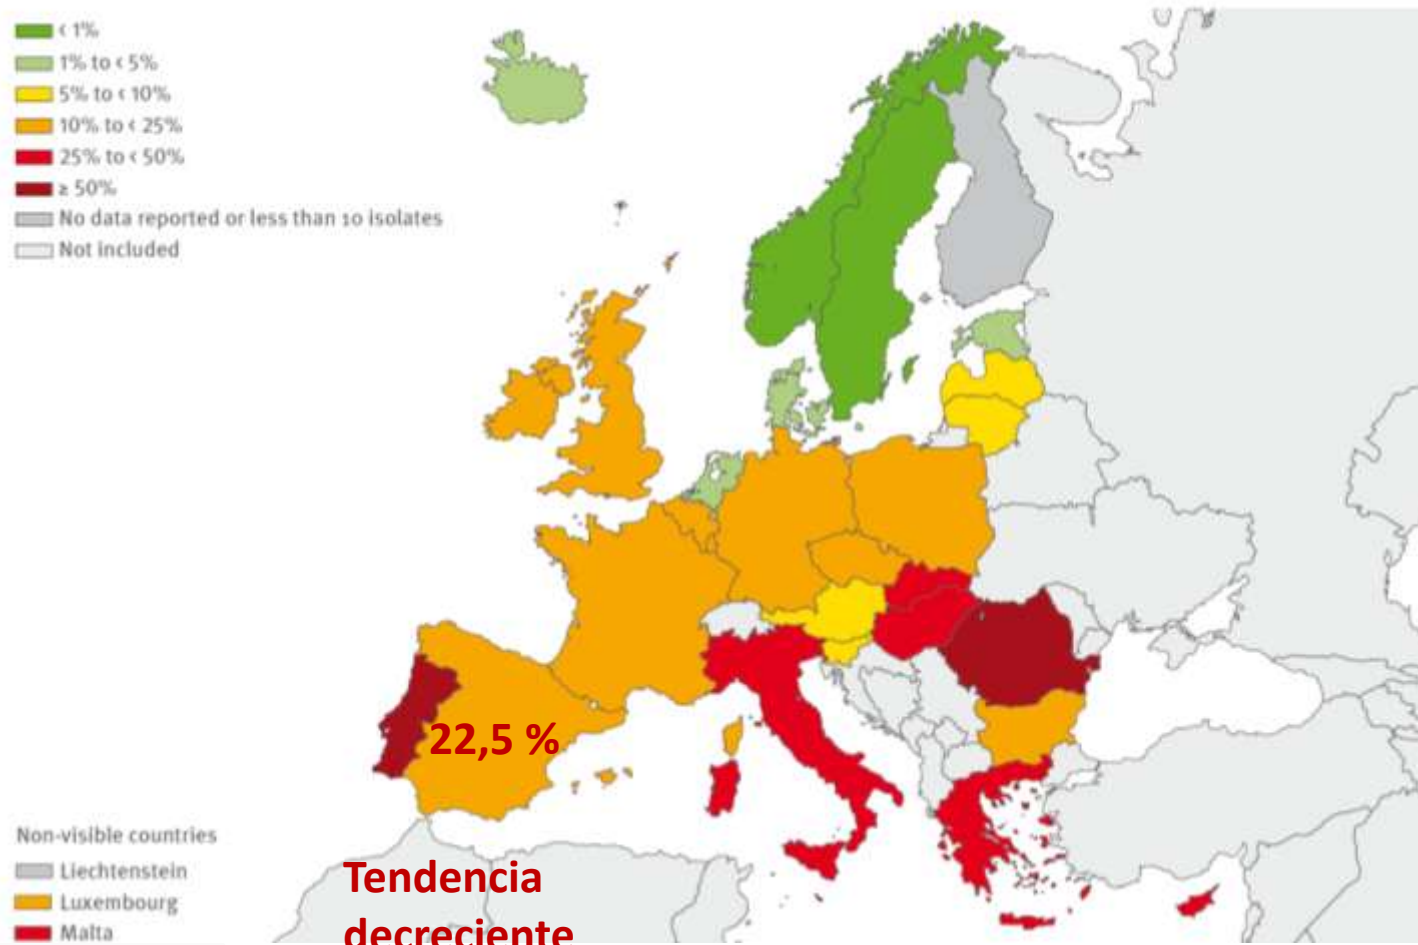 < 1%
1% to < 5%
5% to < 10%
10% to < 25%
25% to < 50%
≥ 50%
No data reported or less than 10 isolates
Not included
22,5 %
Non-visible countries
Liechtenstein
Luxembourg
Malta
Tendencia
decreciente